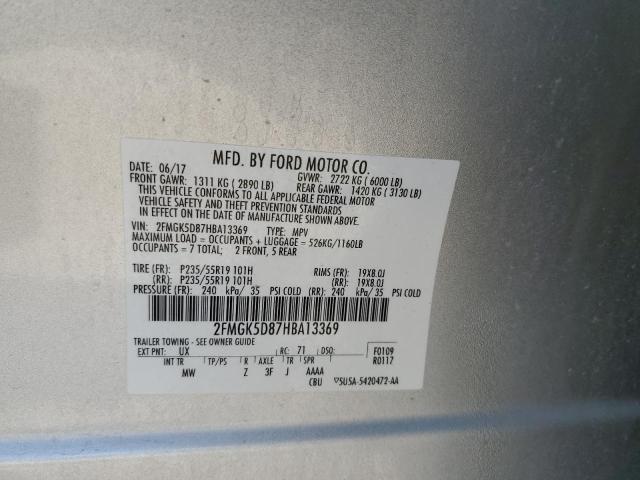 MFD. BY FORD MOTOR CO.
DATE: 06/17 GVWR: 2722 KG (6000 LB)
FRONT GAWR: 1311 KG (2890 LB) REAR GAWR: 1420 KG (3130 LB)
THIS VEHICLE CONFORMS TO ALL APPLICABLE FEDERAL MOTOR
VEHICLE SAFETY AND THEFT PREVENTION STANDARDS
IN EFFECT ON THE DATE OF MANUFACTURE SHOWN ABOVE.
VIN: 2FMGK5D87HBA13369 TYPE: MPV
MAXIMUM LOAD = OCCUPANTS + LUGGAGE = 526KG/1160LB
OCCUPANTS = 7 TOTAL; 2 FRONT, 5 REAR
TIRE (FR): P235/55R19 101H RIMS (FR): 19X8.0J
(RR): P235/55R19 101H (RR): 19X8.0J
PRESSURE (FR): 240 kPa/ 35 PSI COLD (RR): 240 kPa/ 35 PSI COLD
2FMGK5D87HBA13369
TRAILER TOWING - SEE OWNER GUIDE
EXT PNT: UX RC: 71 DSO: F0109
INT TR TP/PS R AXLE TR SPR R0117
MW Z 3F J AAAA
CBU ▽5U5A-5420472-AA